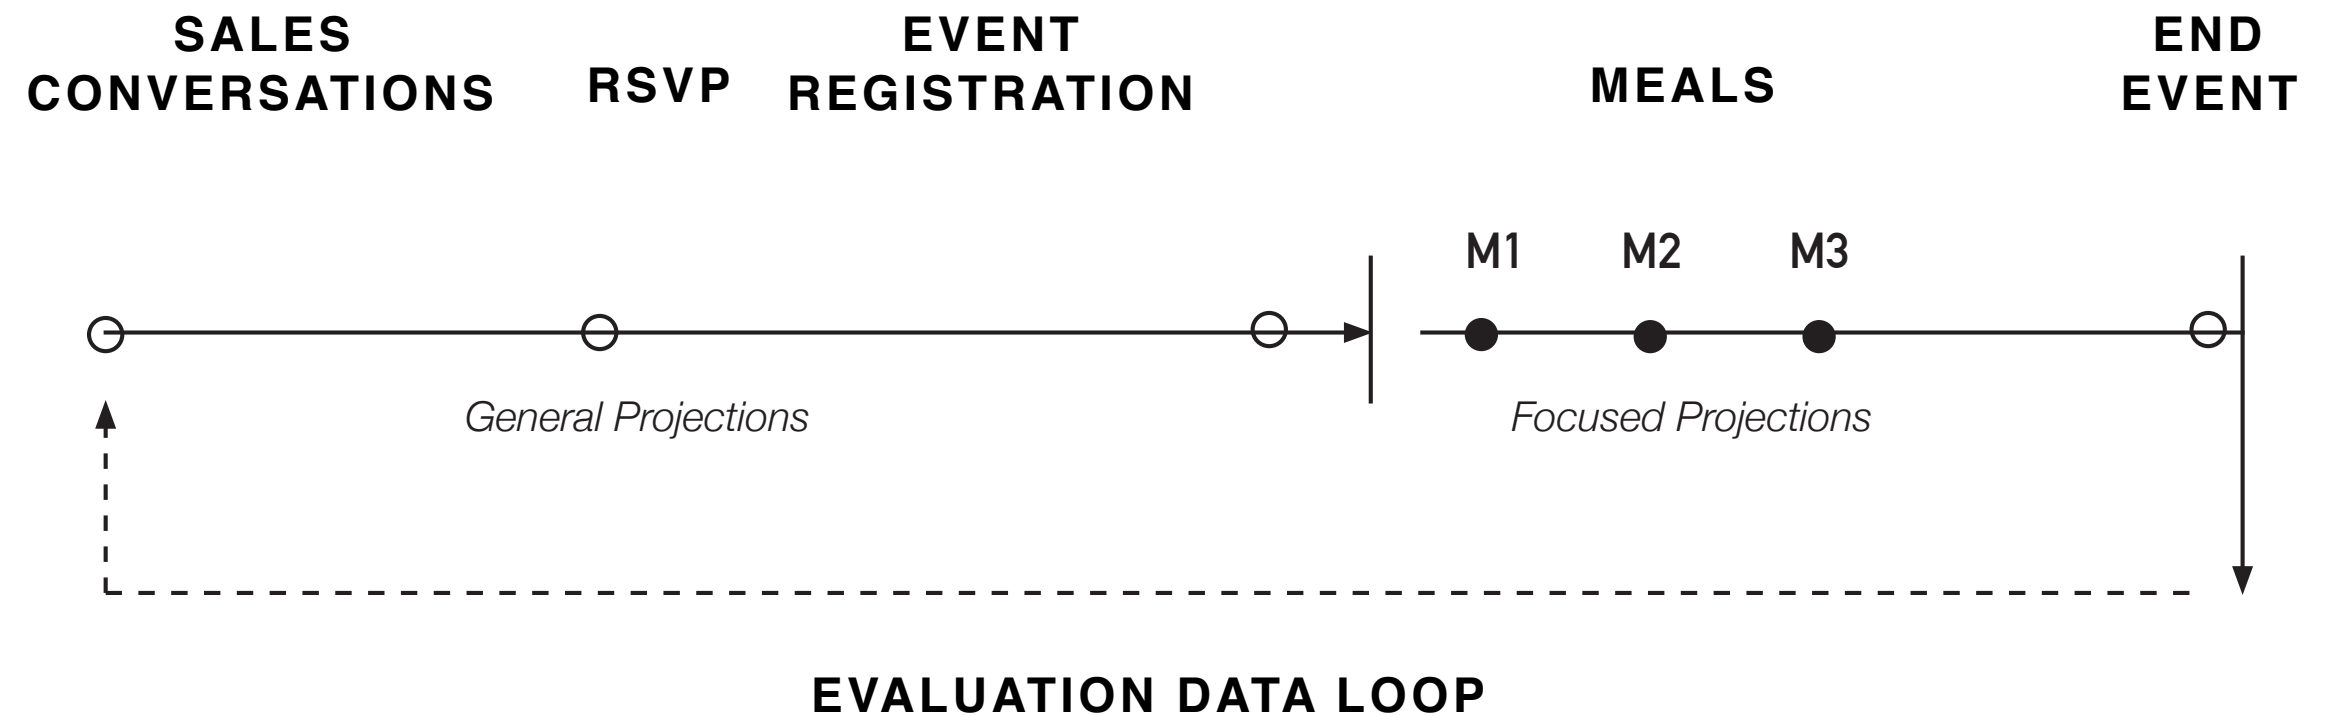 SALES
CONVERSATIONS
RSVP
EVENT
REGISTRATION
MEALS
END
EVENT
M1 M2 M3
General Projections
Focused Projections
EVALUATION DATA LOOP